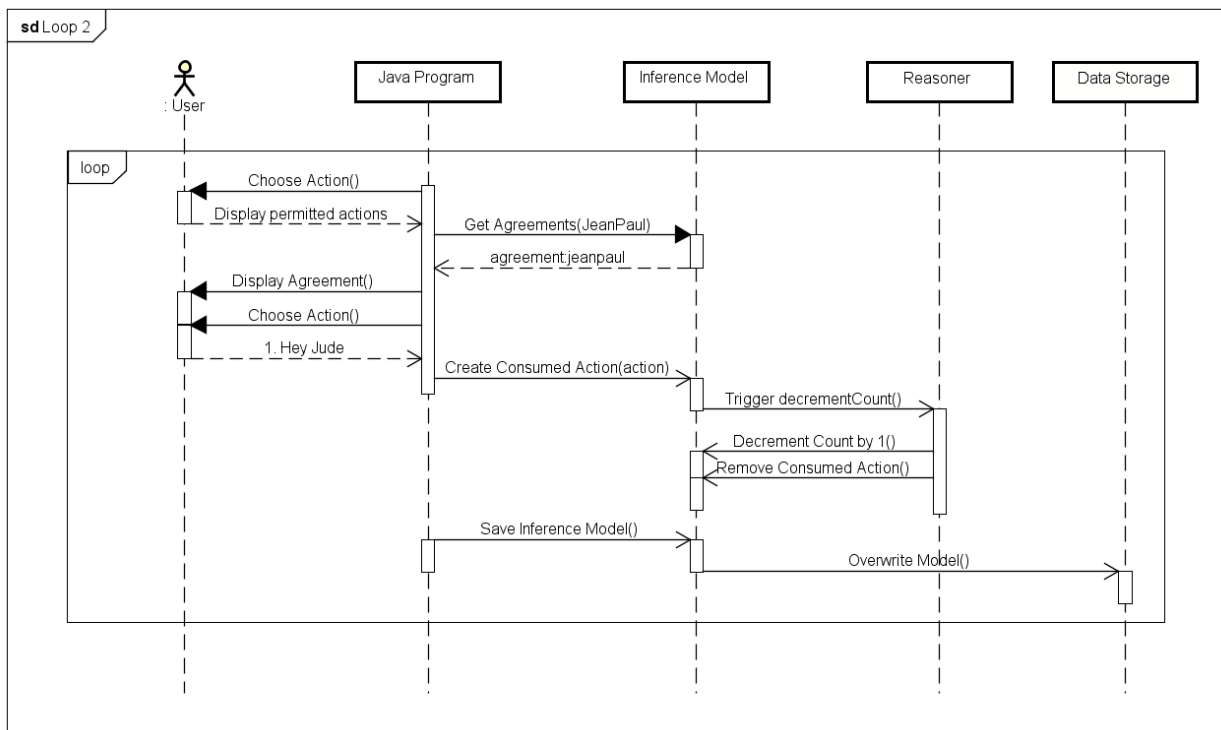 sd Loop 2
: User
Java Program
Inference Model
Reasoner
Data Storage
loop
Choose Action()
Display permitted actions
Get Agreements(JeanPaul)
agreement:jeanpaul
Display Agreement()
Choose Action()
1. Hey Jude
Create Consumed Action(action)
Trigger decrementCount()
Decrement Count by 1()
Remove Consumed Action()
Save Inference Model()
Overwrite Model()